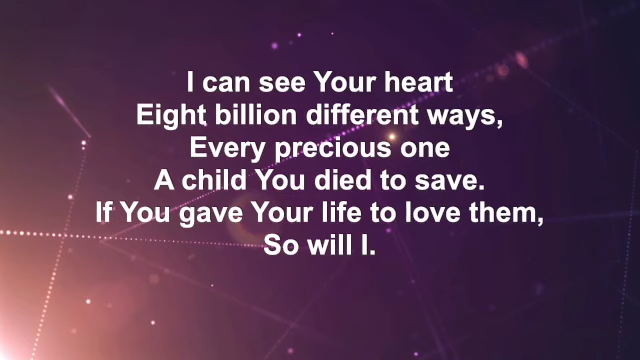 I can see Your heart
Eight billion different ways,
Every precious one
A child You died to save.
If You gave Your life to love them,
So will I.